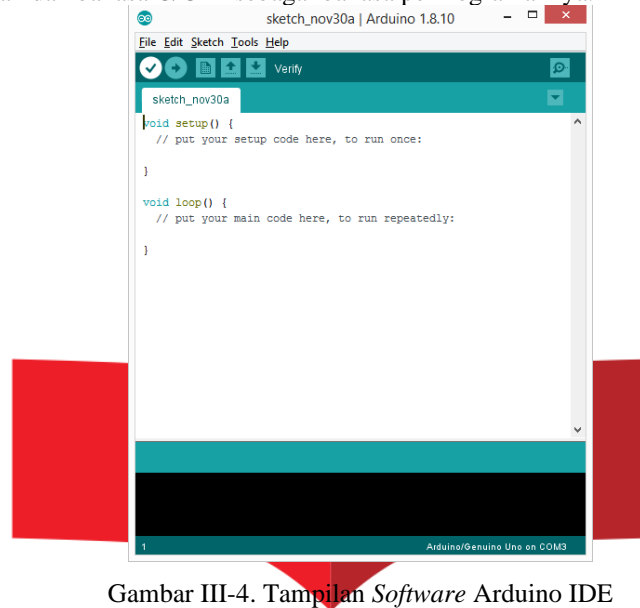 sketch_nov30a | Arduino 1.8.10
File Edit Sketch Tools Help
Verify
sketch_nov30a
void setup() {
// put your setup code here, to run once:
}
void loop() {
// put your main code here, to run repeatedly:
}
1 Arduino/Genuino Uno on COM3
Gambar III-4. Tampilan Software Arduino IDE